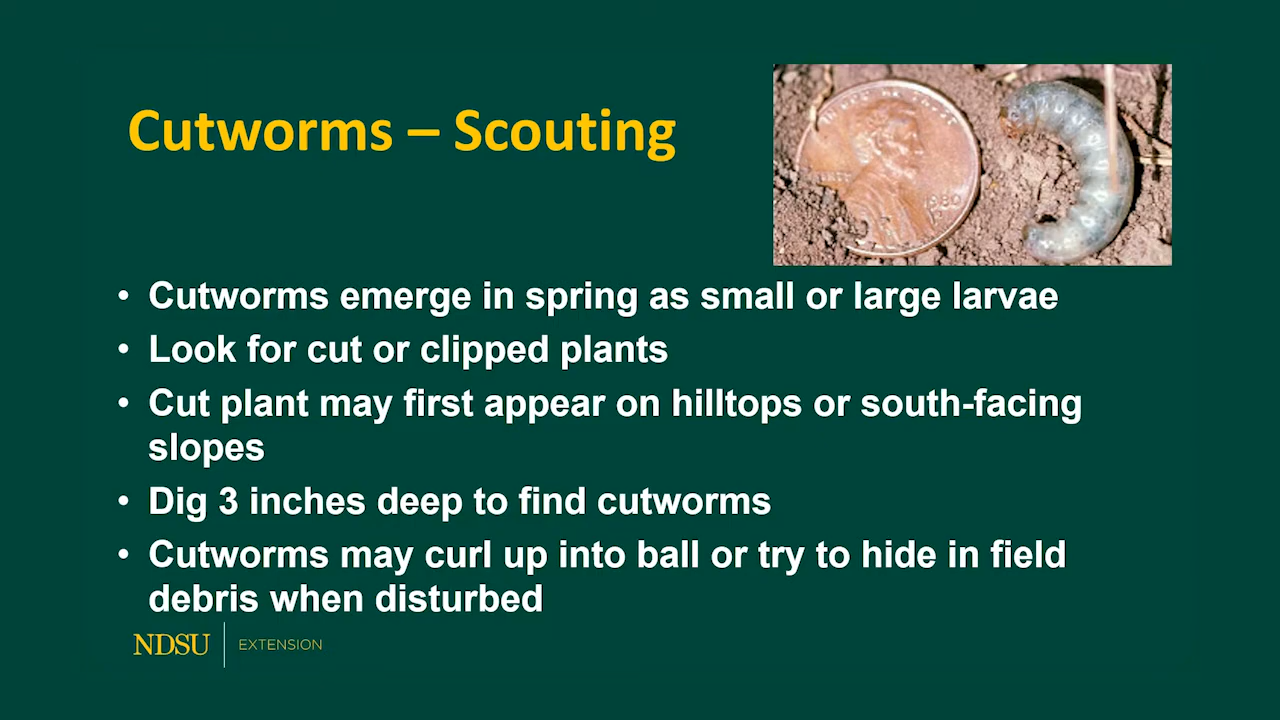 Cutworms – Scouting
1980
• Cutworms emerge in spring as small or large larvae
• Look for cut or clipped plants
• Cut plant may first appear on hilltops or south-facing
slopes
• Dig 3 inches deep to find cutworms
• Cutworms may curl up into ball or try to hide in field
debris when disturbed
NDSU EXTENSION